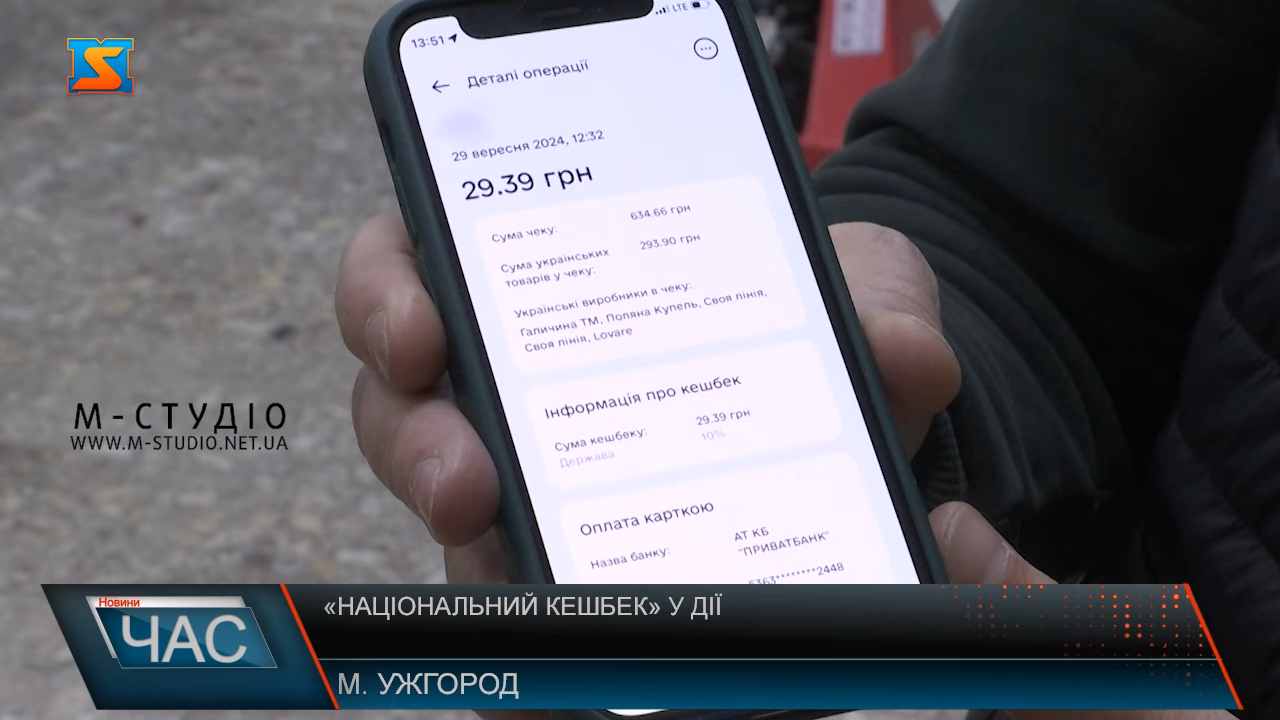 13:51
LTE
Деталі операції
29 вересня 2024, 12:32
29.39 грн
Сума чеку: 634.66 грн
Сума українських товарів у чеку: 293.90 грн
Українські виробники в чеку:
Галичина ТМ, Поляна Купель, Своя лінія,
Своя лінія, Lovare
Інформація про кешбек
Сума кешбеку: 29.39 грн
Держава 10%
Оплата карткою
Назва банку: АТ КБ "ПРИВАТБАНК"
5363********2448
М-СТУДІО
WWW.M-STUDIO.NET.UA
Новини
ЧАС
«НАЦІОНАЛЬНИЙ КЕШБЕК» У ДІЇ
М. УЖГОРОД